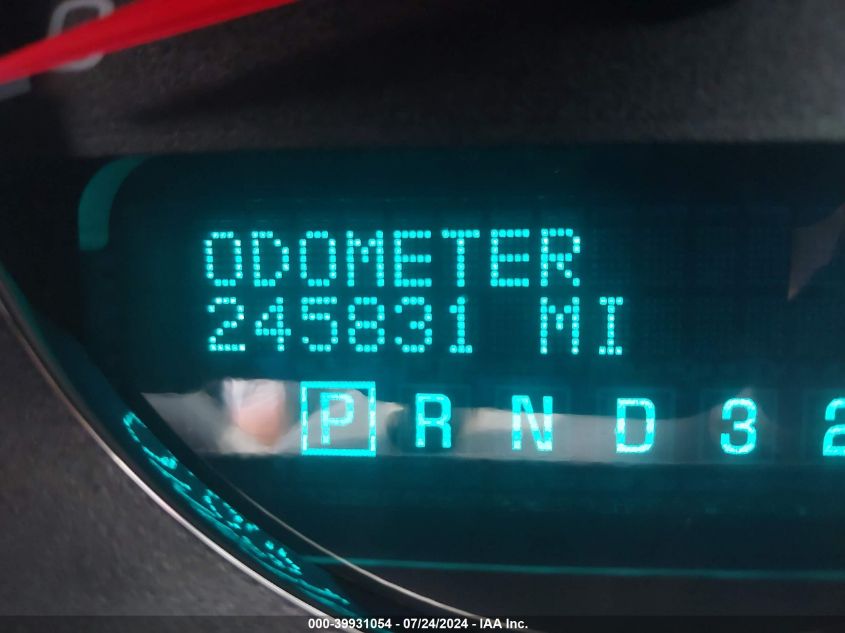 ODOMETER
245831 MI
P R N D 3 2
000-39931054 - 07/24/2024 - IAA Inc.